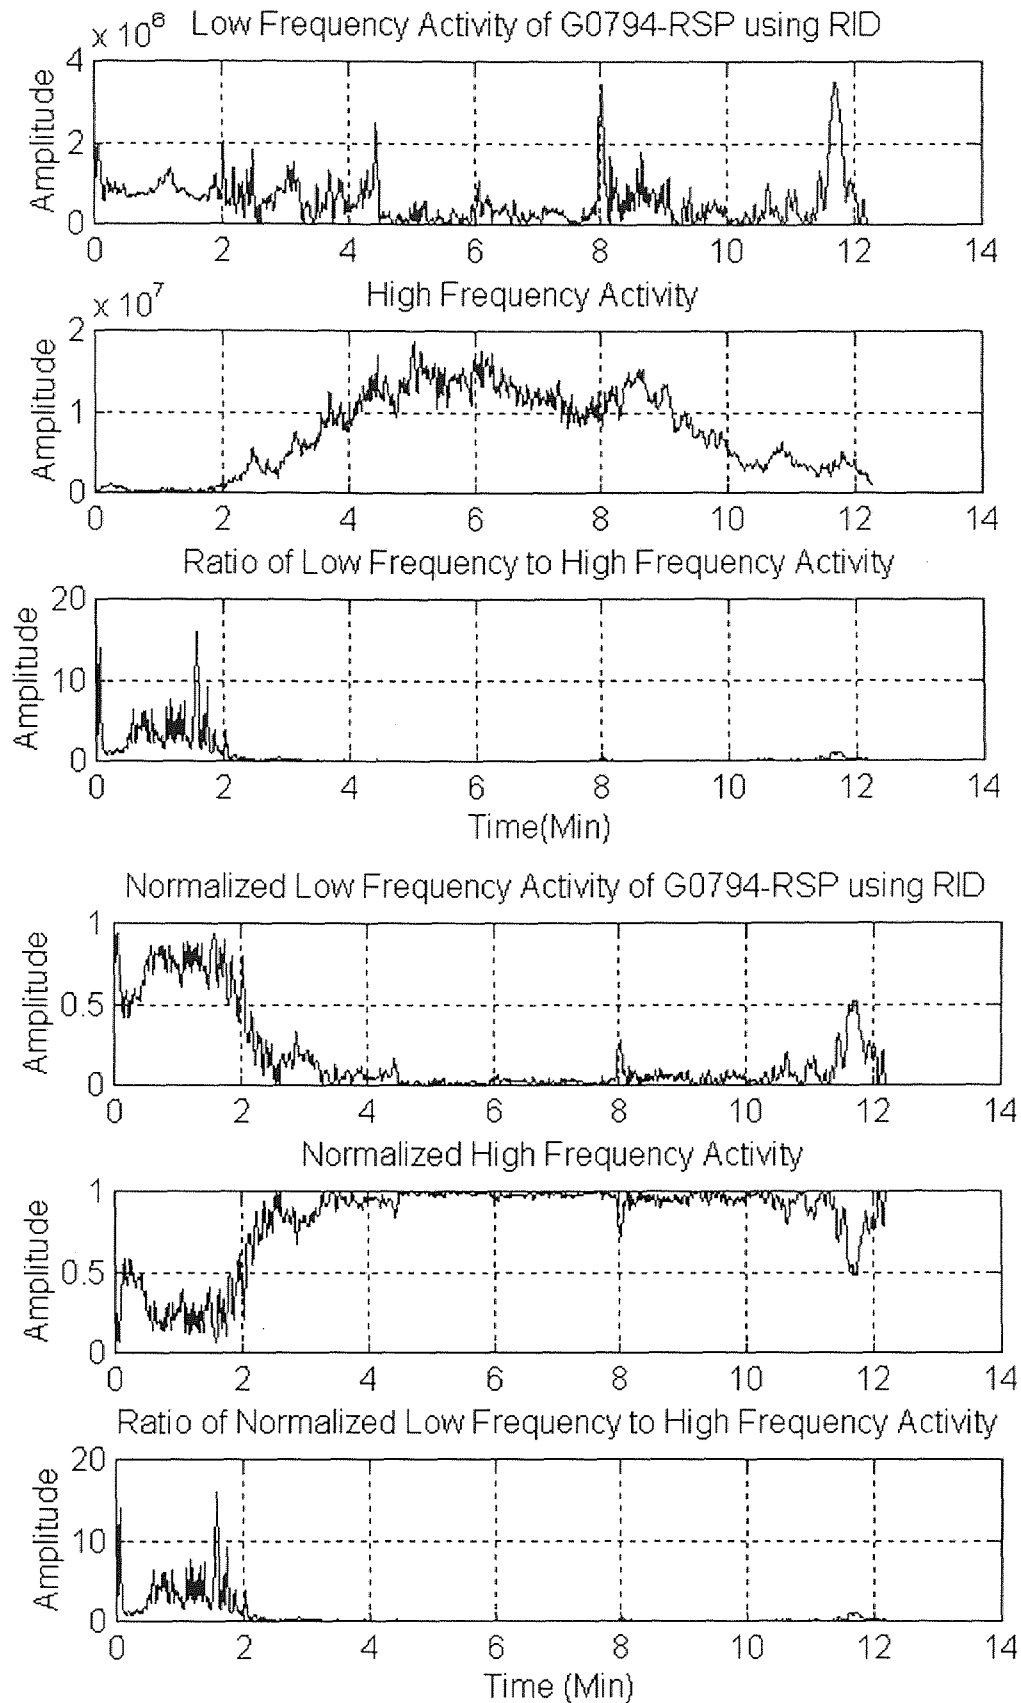 x 10⁶ Low Frequency Activity of G0794-RSP using RID
Amplitude
4
2
0
0 2 4 6 8 10 12 14
x 10⁷ High Frequency Activity
Amplitude
2
1
0
0 2 4 6 8 10 12 14
Ratio of Low Frequency to High Frequency Activity
Amplitude
20
10
0
0 2 4 6 8 10 12 14
Time(Min)
Normalized Low Frequency Activity of G0794-RSP using RID
Amplitude
1
0.5
0
0 2 4 6 8 10 12 14
Normalized High Frequency Activity
Amplitude
1
0.5
0
0 2 4 6 8 10 12 14
Ratio of Normalized Low Frequency to High Frequency Activity
Amplitude
20
10
0
0 2 4 6 8 10 12 14
Time (Min)